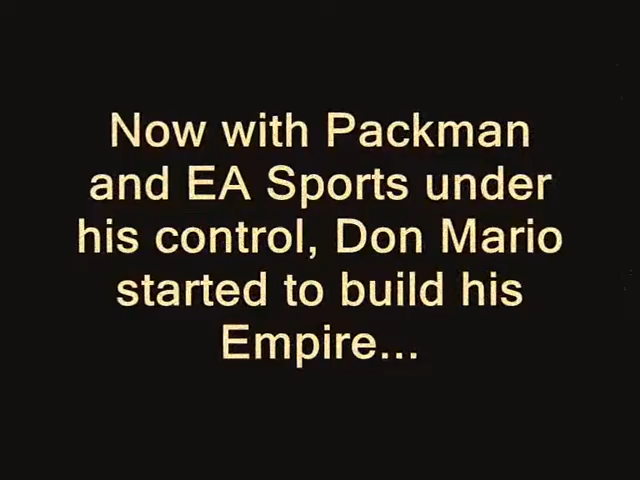 Now with Packman
and EA Sports under
his control, Don Mario
started to build his
Empire...